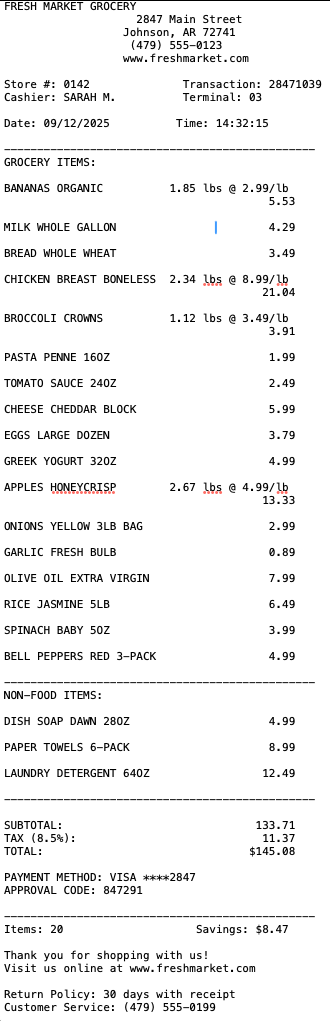 FRESH MARKET GROCERY
2847 Main Street
Johnson, AR 72741
(479) 555-0123
www.freshmarket.com
Store #: 0142 Transaction: 28471039
Cashier: SARAH M. Terminal: 03
Date: 09/12/2025 Time: 14:32:15
GROCERY ITEMS:
BANANAS ORGANIC 1.85 lbs @ 2.99/lb
5.53
MILK WHOLE GALLON 4.29
BREAD WHOLE WHEAT 3.49
CHICKEN BREAST BONELESS 2.34 lbs @ 8.99/lb
21.04
BROCCOLI CROWNS 1.12 lbs @ 3.49/lb
3.91
PASTA PENNE 16OZ 1.99
TOMATO SAUCE 24OZ 2.49
CHEESE CHEDDAR BLOCK 5.99
EGGS LARGE DOZEN 3.79
GREEK YOGURT 32OZ 4.99
APPLES HONEYCRISP 2.67 lbs @ 4.99/lb
13.33
ONIONS YELLOW 3LB BAG 2.99
GARLIC FRESH BULB 0.89
OLIVE OIL EXTRA VIRGIN 7.99
RICE JASMINE 5LB 6.49
SPINACH BABY 5OZ 3.99
BELL PEPPERS RED 3-PACK 4.99
NON-FOOD ITEMS:
DISH SOAP DAWN 28OZ 4.99
PAPER TOWELS 6-PACK 8.99
LAUNDRY DETERGENT 64OZ 12.49
SUBTOTAL: 133.71
TAX (8.5%): 11.37
TOTAL: $145.08
PAYMENT METHOD: VISA ****2847
APPROVAL CODE: 847291
Items: 20 Savings: $8.47
Thank you for shopping with us!
Visit us online at www.freshmarket.com
Return Policy: 30 days with receipt
Customer Service: (479) 555-0199